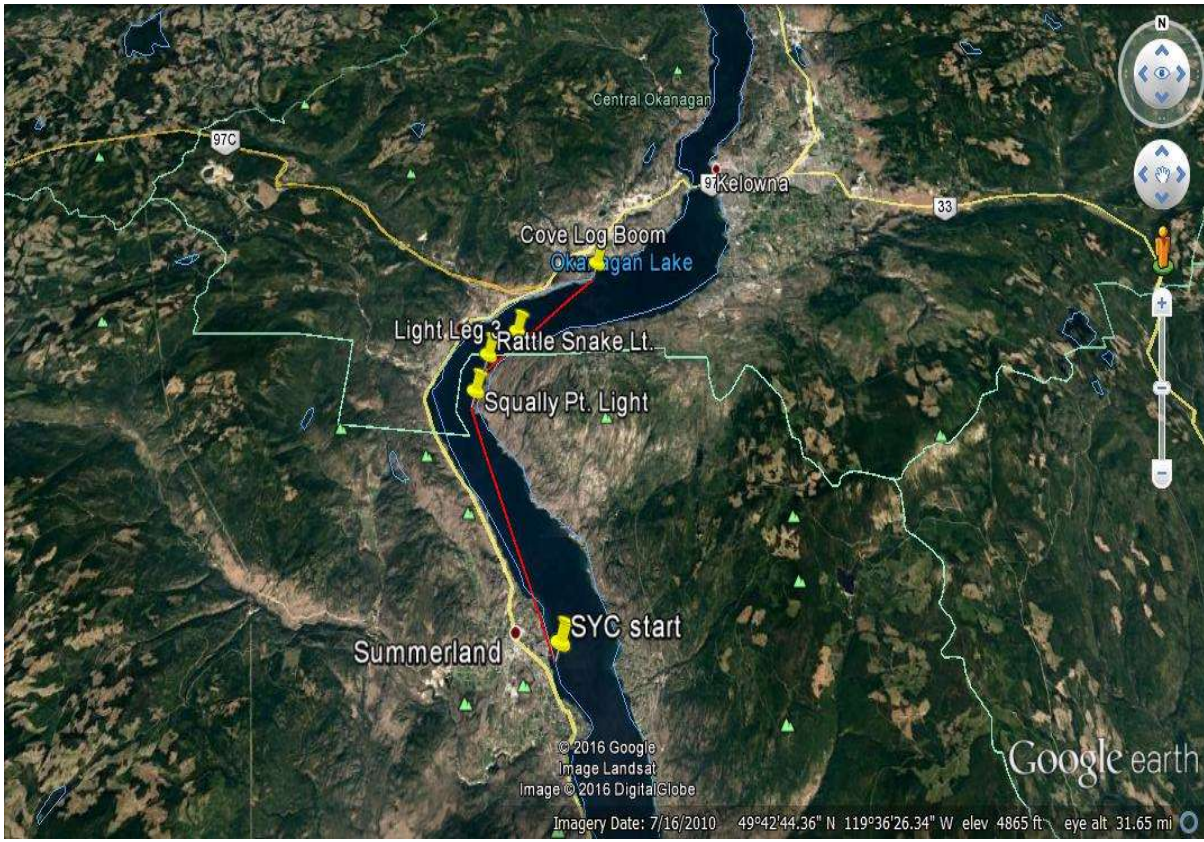 N
Central Okanagan
97C
97
Kelowna
33
Cove Log Boom
Okanagan Lake
Light Leg 3
Rattle Snake Lt.
Squally Pt. Light
SYC start
Summerland
© 2016 Google
Image Landsat
Image © 2016 DigitalGlobe
Google earth
Imagery Date: 7/16/2010 49°42'44.36" N 119°36'26.34" W elev 4865 ft eye alt 31.65 mi